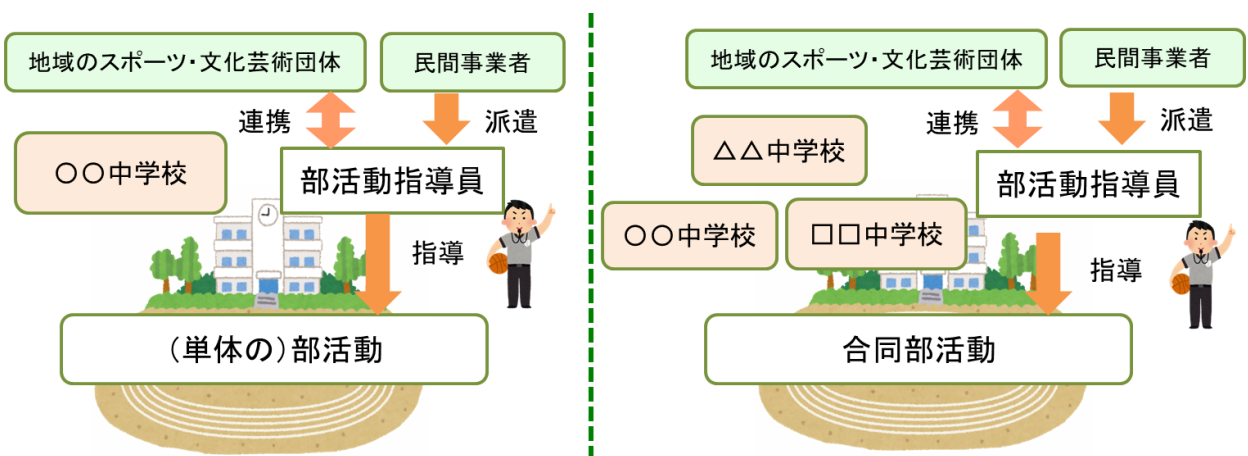 地域のスポーツ・文化芸術団体
民間事業者
連携
派遣
〇〇中学校
部活動指導員
指導
（単体の）部活動
地域のスポーツ・文化芸術団体
民間事業者
連携
派遣
△△中学校
部活動指導員
〇〇中学校
□□中学校
指導
合同部活動